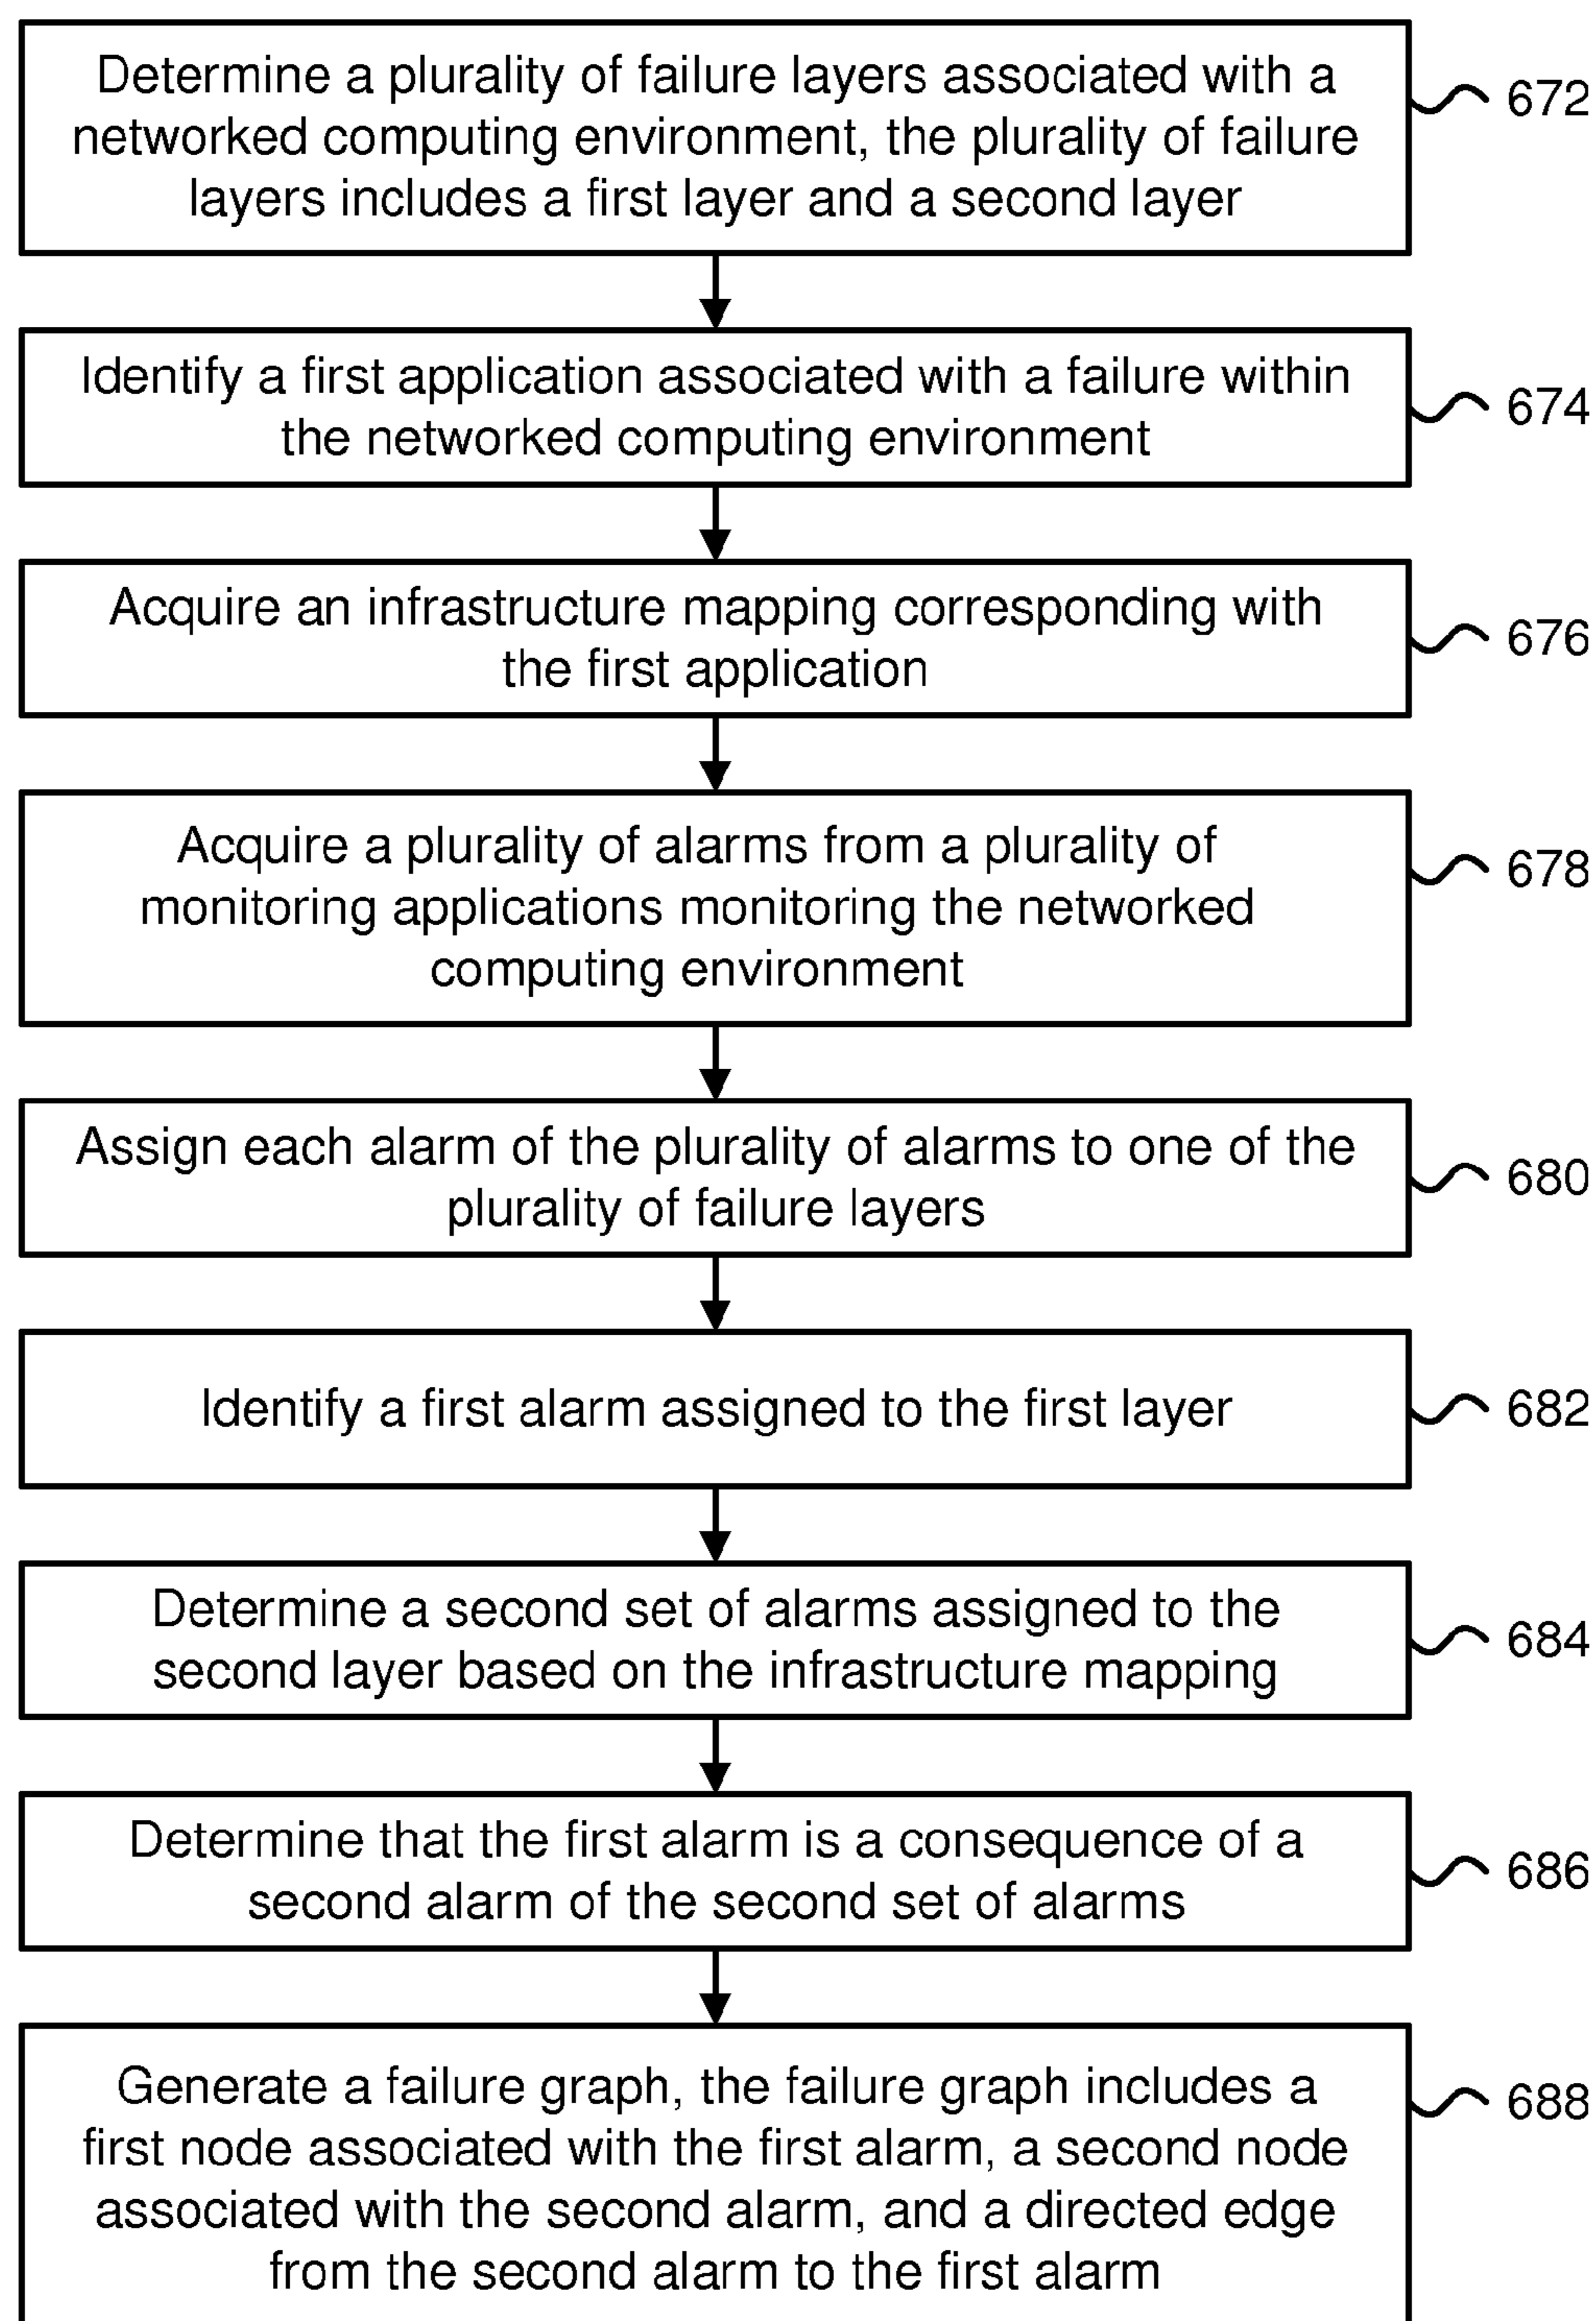 Determine a plurality of failure layers associated with a
networked computing environment, the plurality of failure
layers includes a first layer and a second layer
672
Identify a first application associated with a failure within
the networked computing environment
674
Acquire an infrastructure mapping corresponding with
the first application
676
Acquire a plurality of alarms from a plurality of
monitoring applications monitoring the networked
computing environment
678
Assign each alarm of the plurality of alarms to one of the
plurality of failure layers
680
Identify a first alarm assigned to the first layer
682
Determine a second set of alarms assigned to the
second layer based on the infrastructure mapping
684
Determine that the first alarm is a consequence of a
second alarm of the second set of alarms
686
Generate a failure graph, the failure graph includes a
first node associated with the first alarm, a second node
associated with the second alarm, and a directed edge
from the second alarm to the first alarm
688